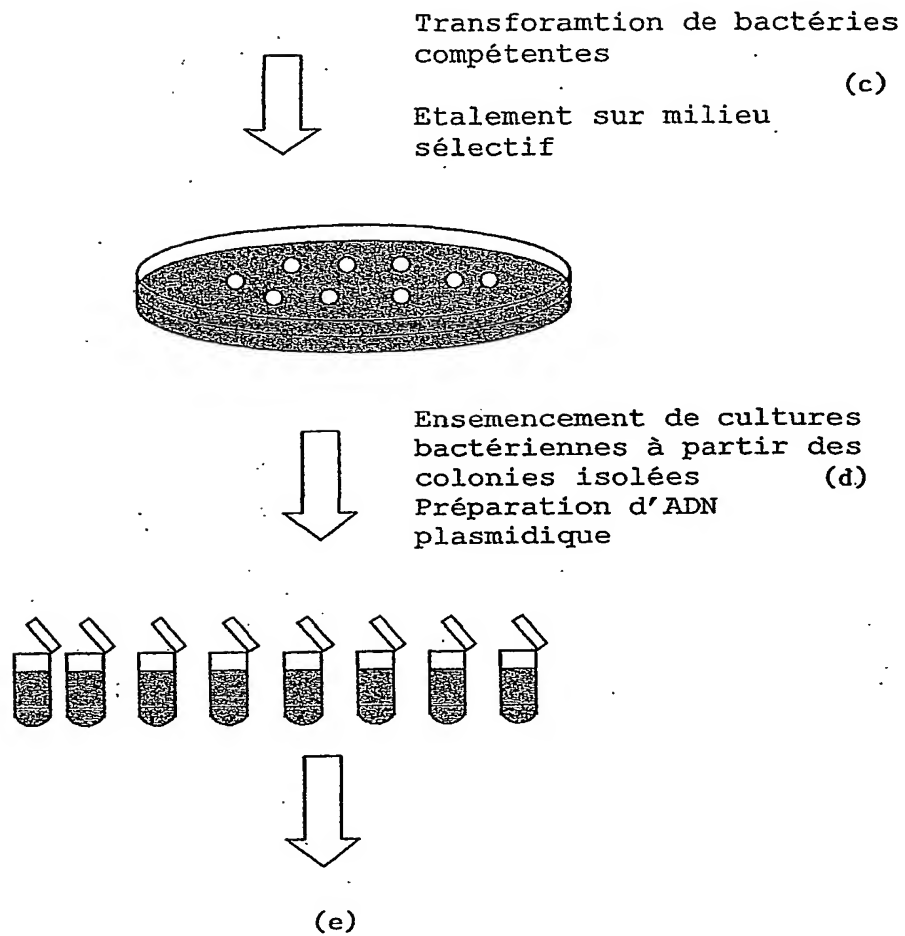 Transforamtion de bactéries
compétentes
(c)
Etalement sur milieu
sélectif
Ensemencement de cultures
bactériennes à partir des
colonies isolées (d)
Préparation d'ADN
plasmidique
(e)